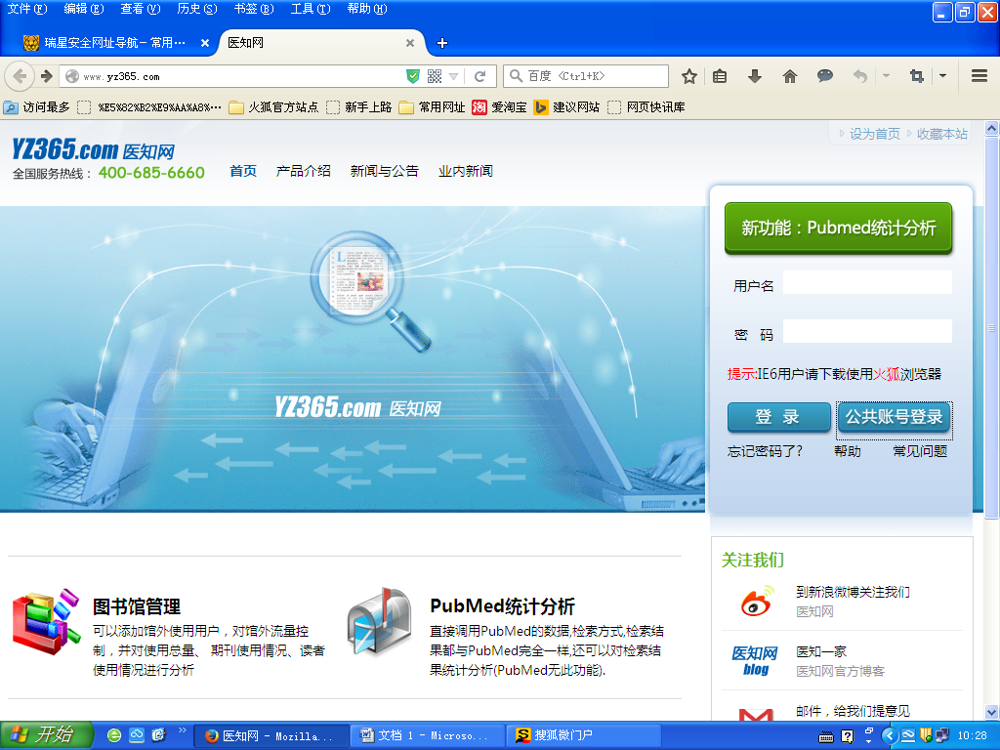 文件(F) 编辑(E) 查看(V) 历史(S) 书签(B) 工具(T) 帮助(H)
瑞星安全网址导航－常用… × 医知网 × +
www.yz365.com 百度 <Ctrl+K>
访问最多 %E5%82%B2%E9%AA%A8%… 火狐官方站点 新手上路 常用网址 淘 爱淘宝 建议网站 网页快讯库
设为首页 收藏本站
YZ365.com 医知网
全国服务热线： 400-685-6660 首页 产品介绍 新闻与公告 业内新闻
新功能：Pubmed统计分析
用户名
密 码
提示:IE6用户请下载使用火狐浏览器
YZ365.com 医知网
登 录 公共账号登录
忘记密码了? 帮助 常见问题
关注我们
图书馆管理
可以添加馆外使用用户，对馆外流量控
制，并对使用总量、 期刊使用情况、读者
使用情况进行分析
PubMed统计分析
直接调用PubMed的数据,检索方式,检索结
果都与PubMed完全一样,还可以对检索结
果统计分析(PubMed无此功能).
到新浪微博关注我们
医知网
医知网
blog
医知一家
医知网官方博客
邮件，给我们提意见
开始 医知网 - Mozilla... 文档 1 - Microso... 搜狐微门户 10:28